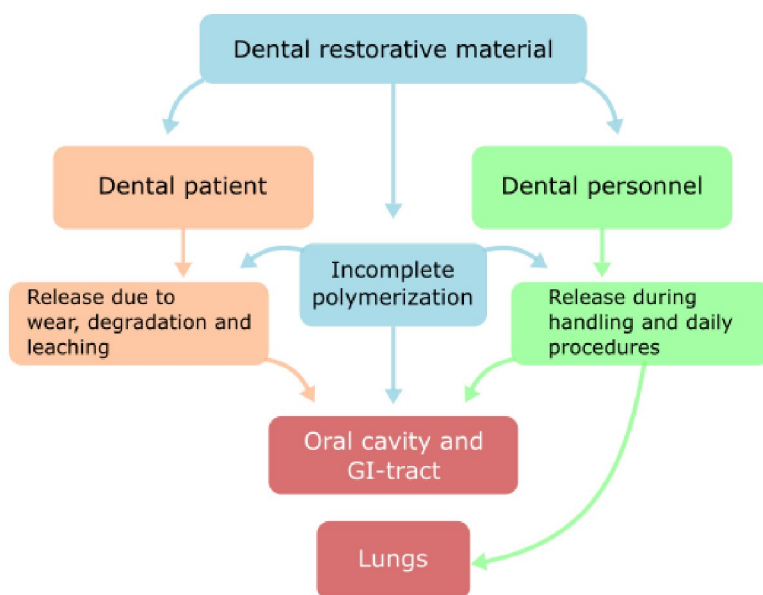 Dental restorative material
Dental patient
Dental personnel
Incomplete
polymerization
Release due to
wear, degradation and
leaching
Release during
handling and daily
procedures
Oral cavity and
GI-tract
Lungs